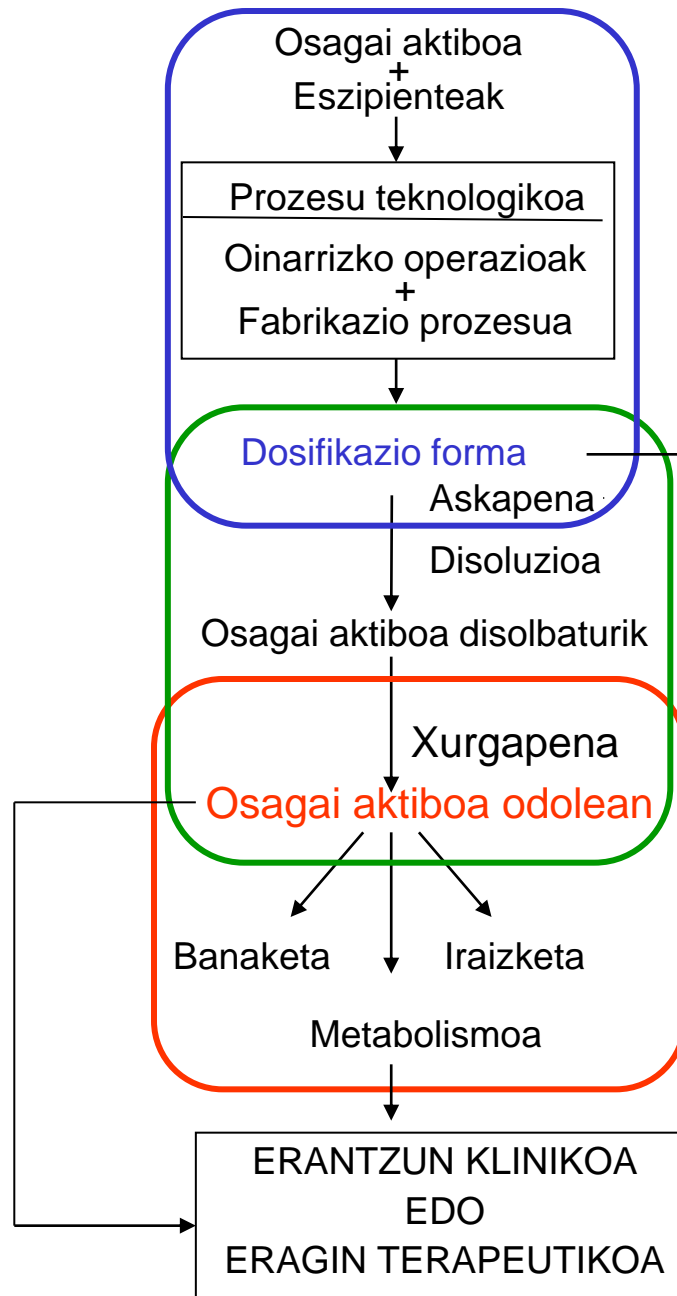 Osagai aktiboa
+
Eszipienteak
Prozesu teknologikoa
Oinarrizko operazioak
+
Fabrikazio prozesua
Dosifikazio forma
Askapena
Disoluzioa
Osagai aktiboa disolbaturik
Xurgapena
Osagai aktiboa odolean
Banaketa Iraizketa
Metabolismoa
ERANTZUN KLINIKOA
EDO
ERAGIN TERAPEUTIKOA